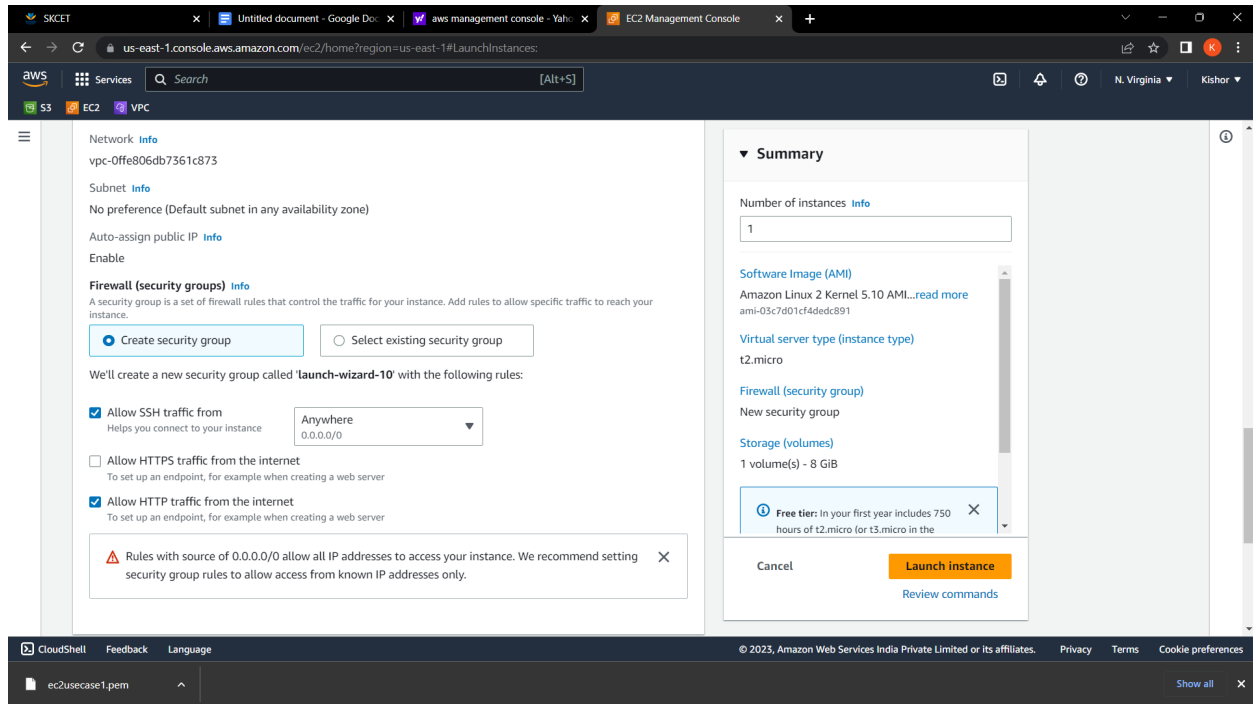 SKCET
Untitled document - Google Doc
aws management console - Yaho
EC2 Management Console
us-east-1.console.aws.amazon.com/ec2/home?region=us-east-1#LaunchInstances:
K
aws
Services
Search
[Alt+S]
N. Virginia
Kishor
S3
EC2
VPC
Network Info
vpc-0ffe806db7361c873
Subnet Info
No preference (Default subnet in any availability zone)
Auto-assign public IP Info
Enable
Firewall (security groups) Info
A security group is a set of firewall rules that control the traffic for your instance. Add rules to allow specific traffic to reach your
instance.
Create security group
Select existing security group
We'll create a new security group called 'launch-wizard-10' with the following rules:
Allow SSH traffic from
Helps you connect to your instance
Anywhere
0.0.0.0/0
Allow HTTPS traffic from the internet
To set up an endpoint, for example when creating a web server
Allow HTTP traffic from the internet
To set up an endpoint, for example when creating a web server
Rules with source of 0.0.0.0/0 allow all IP addresses to access your instance. We recommend setting
security group rules to allow access from known IP addresses only.
Summary
Number of instances Info
1
Software Image (AMI)
Amazon Linux 2 Kernel 5.10 AMI...read more
ami-03c7d01cf4dedc891
Virtual server type (instance type)
t2.micro
Firewall (security group)
New security group
Storage (volumes)
1 volume(s) - 8 GiB
Free tier: In your first year includes 750
hours of t2.micro (or t3.micro in the
Cancel
Launch instance
Review commands
CloudShell
Feedback
Language
© 2023, Amazon Web Services India Private Limited or its affiliates.
Privacy
Terms
Cookie preferences
ec2usecase1.pem
Show all